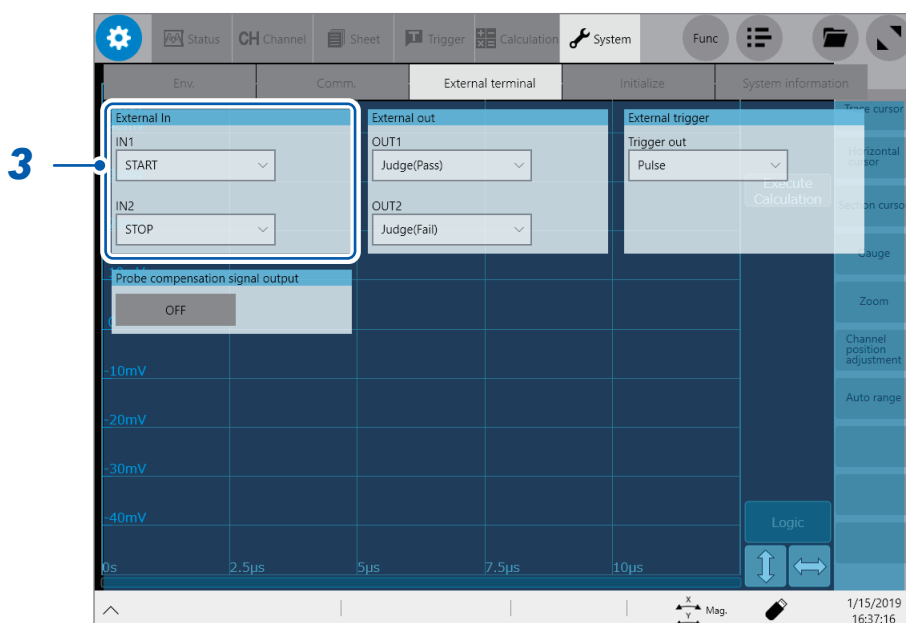 Status CH Channel Sheet Trigger Calculation System Func
Env. Comm. External terminal Initialize System information
External In
IN1
START
IN2
STOP
External out
OUT1
Judge(Pass)
OUT2
Judge(Fail)
External trigger
Trigger out
Pulse
3
Probe compensation signal output
OFF
Execute
Calculation
Trace cursor
Horizontal
cursor
Section curso
Gauge
Zoom
Channel
position
adjustment
Auto range
-10mV
-20mV
-30mV
-40mV
0s 2.5µs 5µs 7.5µs 10µs
Logic
X
Y
Mag.
1/15/2019
16:37:16